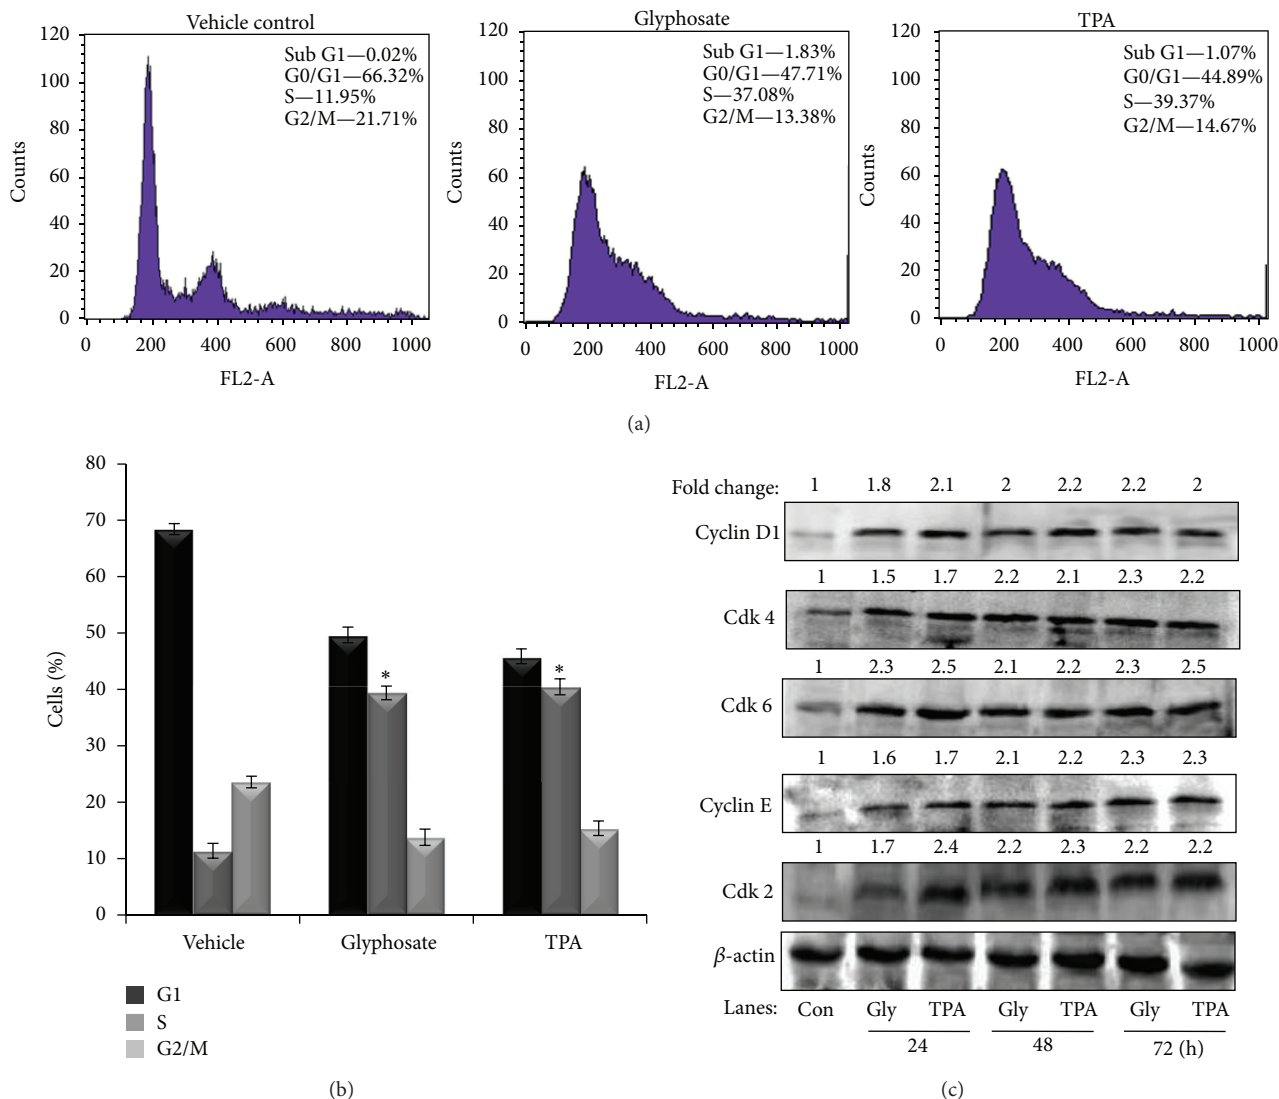 Vehicle control
Glyphosate
TPA
120
100
80
60
40
20
0
Counts
Sub G1—0.02%
G0/G1—66.32%
S—11.95%
G2/M—21.71%
0 200 400 600 800 1000
FL2-A
120
100
80
60
40
20
0
Counts
Sub G1—1.83%
G0/G1—47.71%
S—37.08%
G2/M—13.38%
0 200 400 600 800 1000
FL2-A
120
100
80
60
40
20
0
Counts
Sub G1—1.07%
G0/G1—44.89%
S—39.37%
G2/M—14.67%
0 200 400 600 800 1000
FL2-A
(a)
80
70
60
50
40
30
20
10
0
Cells (%)
* *
Vehicle Glyphosate TPA
G1
S
G2/M
(b)
Fold change: 1 1.8 2.1 2 2.2 2.2 2
Cyclin D1
1 1.5 1.7 2.2 2.1 2.3 2.2
Cdk 4
1 2.3 2.5 2.1 2.2 2.3 2.5
Cdk 6
1 1.6 1.7 2.1 2.2 2.3 2.3
Cyclin E
1 1.7 2.4 2.2 2.3 2.2 2.2
Cdk 2
β-actin
Lanes: Con Gly TPA Gly TPA Gly TPA
24 48 72 (h)
(c)